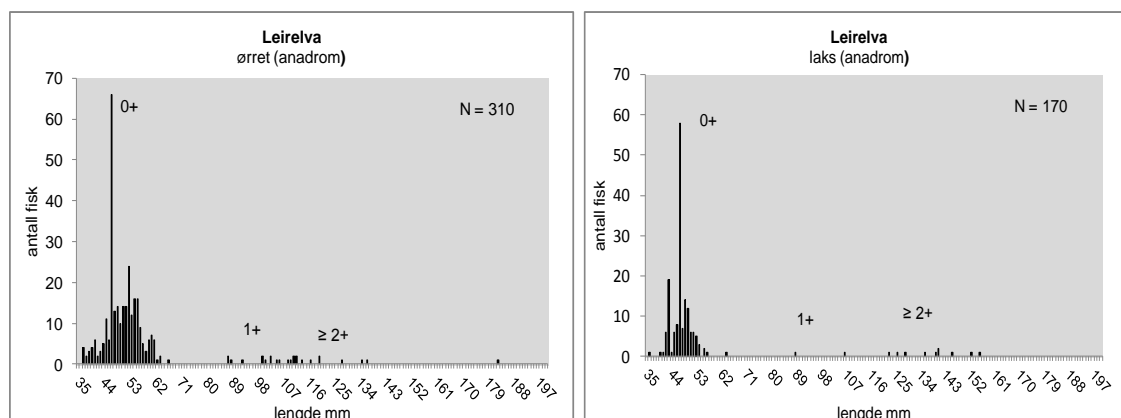 Leirelva
ørret (anadrom)
70
60
50
40
30
20
10
0
antall fisk
0+
N = 310
1+
≥ 2+
35 44 53 62 71 80 89 98 107 116 125 134 143 152 161 170 179 188 197
lengde mm
Leirelva
laks (anadrom)
70
60
50
40
30
20
10
0
antall fisk
0+
N = 170
1+
≥ 2+
35 44 53 62 71 80 89 98 107 116 125 134 143 152 161 170 179 188 197
lengde mm